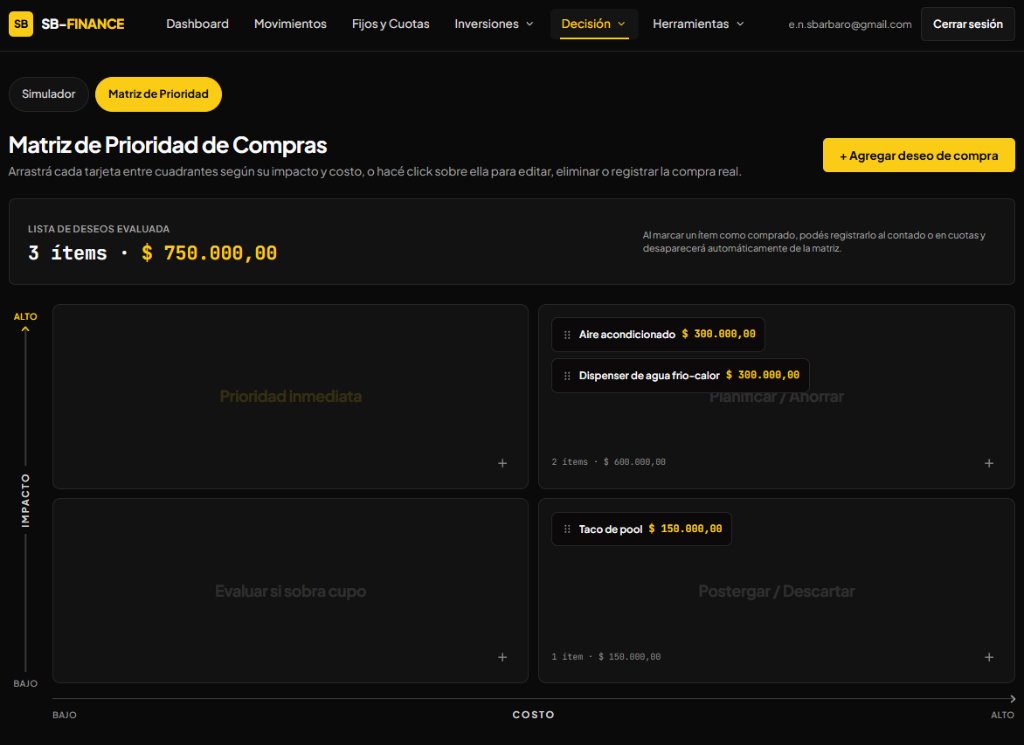 SB SB-FINANCE Dashboard Movimientos Fijos y Cuotas Inversiones Decisión Herramientas e.n.sbarbaro@gmail.com Cerrar sesión
Simulador Matriz de Prioridad
Matriz de Prioridad de Compras
+ Agregar deseo de compra
Arrastrá cada tarjeta entre cuadrantes según su impacto y costo, o hacé click sobre ella para editar, eliminar o registrar la compra real.
LISTA DE DESEOS EVALUADA
3 ítems · $ 750.000,00
Al marcar un ítem como comprado, podés registrarlo al contado o en cuotas y
desaparecerá automáticamente de la matriz.
ALTO
IMPACTO
BAJO
Prioridad inmediata
+
Aire acondicionado $ 300.000,00
Dispenser de agua frio-calor $ 300.000,00
Planificar / Ahorrar
2 ítems · $ 600.000,00 +
Evaluar si sobra cupo
+
Taco de pool $ 150.000,00
Postergar / Descartar
1 ítem · $ 150.000,00 +
BAJO COSTO ALTO